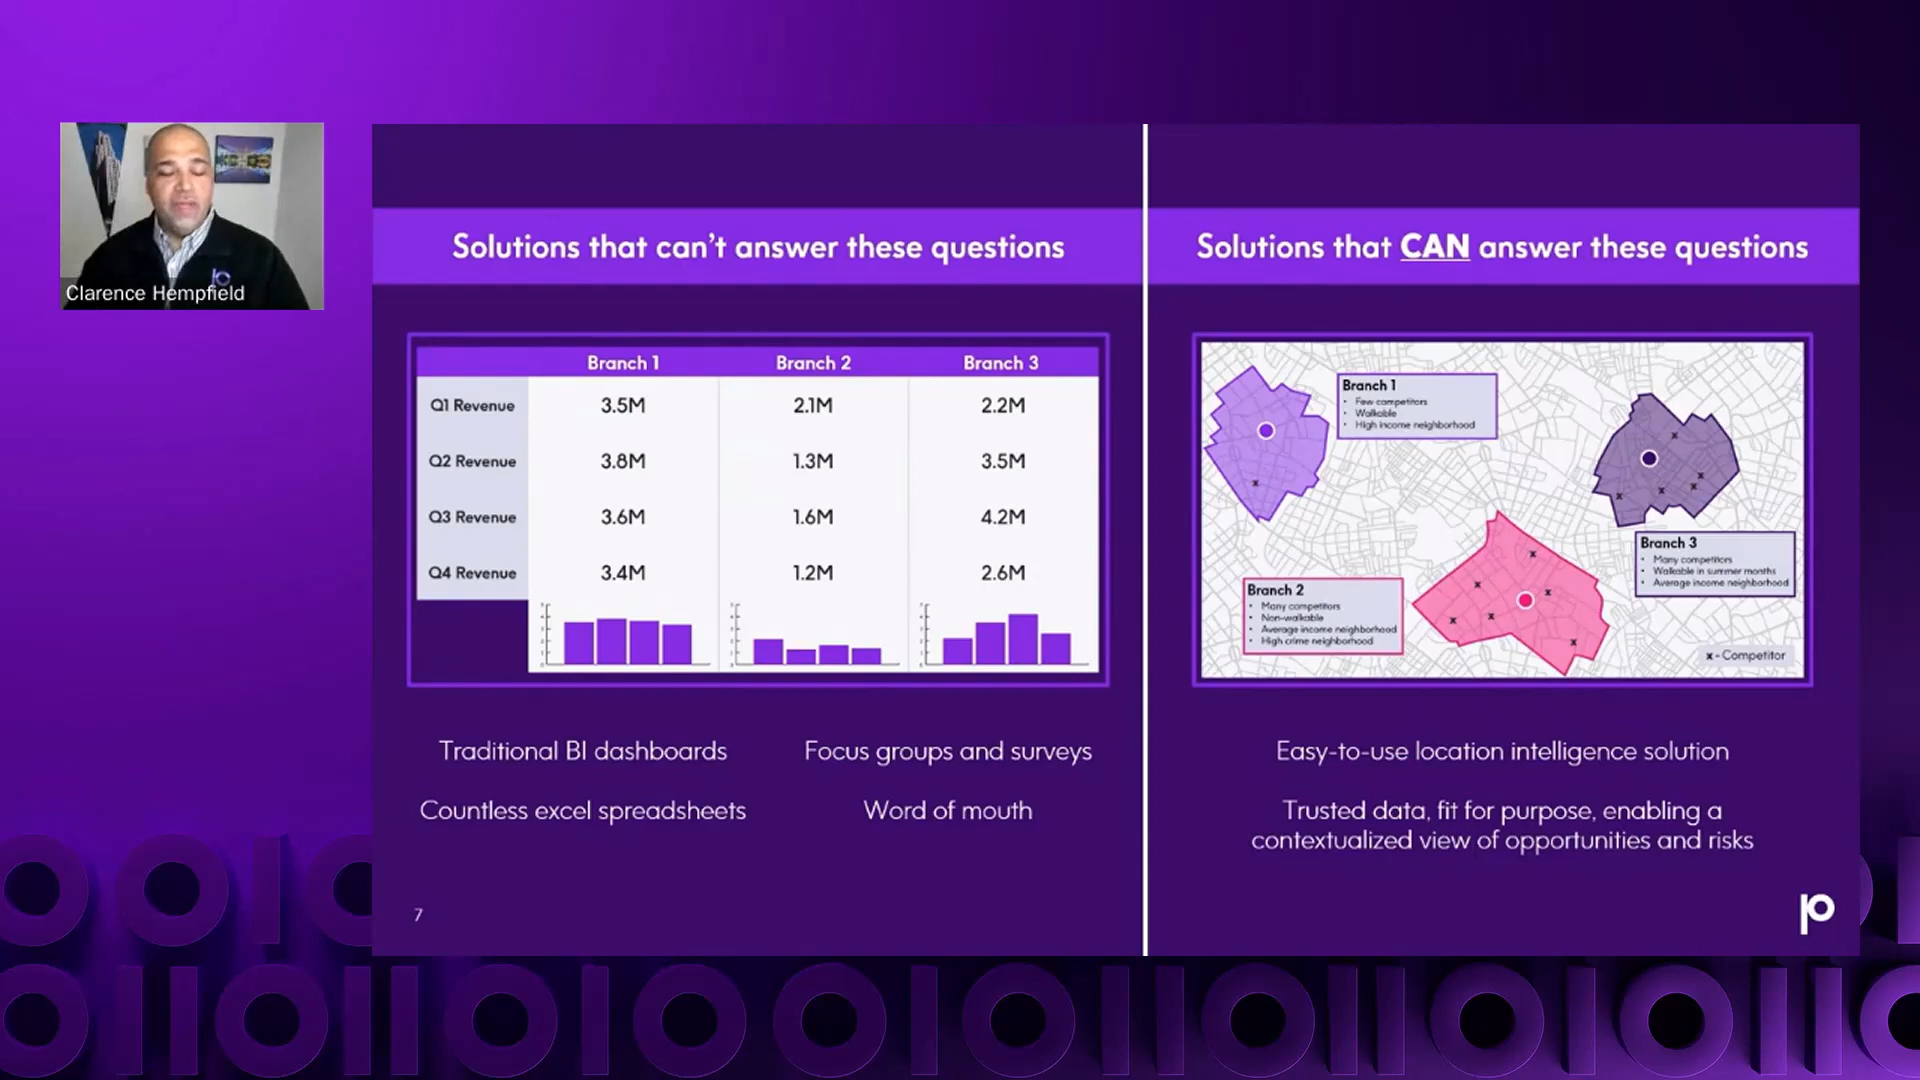 Clarence Hempfield
Solutions that can't answer these questions
Branch 1 Branch 2 Branch 3
Q1 Revenue 3.5M 2.1M 2.2M
Q2 Revenue 3.8M 1.3M 3.5M
Q3 Revenue 3.6M 1.6M 4.2M
Q4 Revenue 3.4M 1.2M 2.6M
Traditional BI dashboards
Focus groups and surveys
Countless excel spreadsheets
Word of mouth
7
Solutions that CAN answer these questions
Branch 1
• Few competitors
• Walkable
• High income neighborhood
Branch 2
• Many competitors
• Non-walkable
• Average income neighborhood
• High crime neighborhood
Branch 3
• Many competitors
• Walkable in summer months
• Average income neighborhood
x - Competitor
Easy-to-use location intelligence solution
Trusted data, fit for purpose, enabling a
contextualized view of opportunities and risks